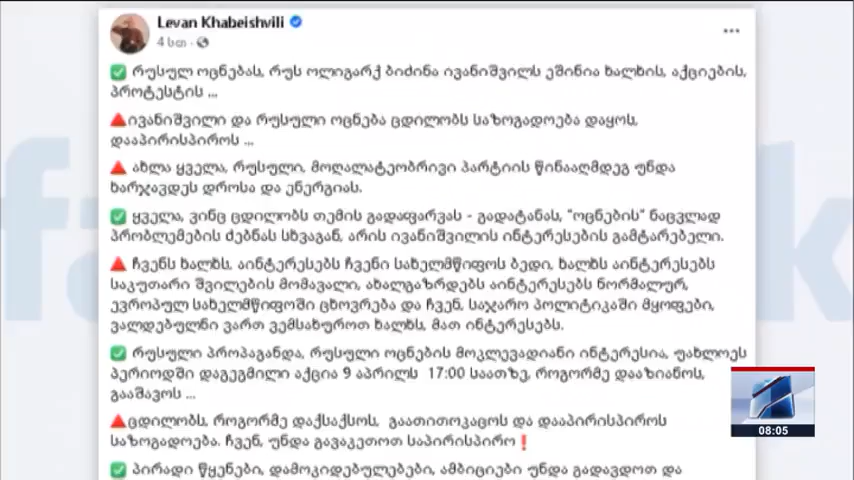 Levan Khabeishvili
4 სთ ·
✅ რუსულ ოცნებას, რუს ოლიგარქ ბიძინა ივანიშვილს ეშინია ხალხის, აქციების,
პროტესტის ...
🔺ივანიშვილი და რუსული ოცნება ცდილობს საზოგადოება დაყოს,
დააპირისპიროს ...
🔺 ახლა ყველა, რუსული, მოღალატეობრივი პარტიის წინააღმდეგ უნდა
ხარჯავდეს დროსა და ენერგიას.
✅ ყველა, ვინც ცდილობს თემის გადაფარვას - გადატანას, "ოცნების" ნაცვლად
პრობლემების ძებნას სხვაგან, არის ივანიშვილის ინტერესების გამტარებელი.
🔺 ჩვენს ხალხს, აინტერესებს ჩვენი სახელმწიფოს ბედი, ხალხს აინტერესებს
საკუთარი შვილების მომავალი, ახალგაზრდებს აინტერესებს ნორმალურ,
ევროპულ სახელმწიფოში ცხოვრება და ჩვენ, საჯარო პოლიტიკაში მყოფები,
ვალდებულნი ვართ ვემსახუროთ ხალხს, მათ ინტერესებს.
✅ რუსული პროპაგანდა, რუსული ოცნების მოკლევადიანი ინტერესია, უახლოეს
პერიოდში დაგეგმილი აქცია 9 აპრილს 17:00 საათზე, როგორმე დააზიანოს,
გააშავოს ...
🔺ცდილობს, როგორმე დაქსაქსოს, გაათითოკაცოს და დააპირისპიროს
საზოგადოება. ჩვენ, უნდა გავაკეთოთ საპირისპირო❗
✅ პირადი წყენები, დამოკიდებულებები, ამბიციები უნდა გადავდოთ და
08:05